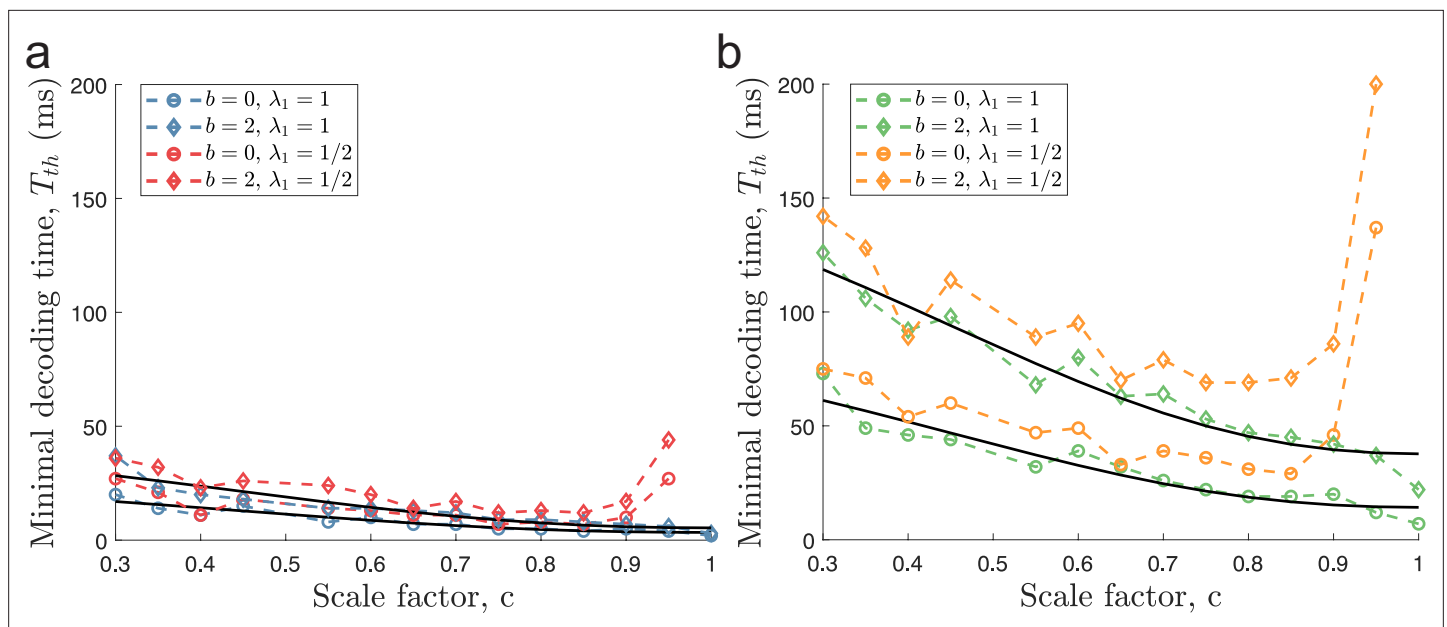 a
Minimal decoding time, T_th (ms)
200
150
100
50
0
b = 0, λ₁ = 1
b = 2, λ₁ = 1
b = 0, λ₁ = 1/2
b = 2, λ₁ = 1/2
0.3 0.4 0.5 0.6 0.7 0.8 0.9 1
Scale factor, c
b
Minimal decoding time, T_th (ms)
200
150
100
50
0
b = 0, λ₁ = 1
b = 2, λ₁ = 1
b = 0, λ₁ = 1/2
b = 2, λ₁ = 1/2
0.3 0.4 0.5 0.6 0.7 0.8 0.9 1
Scale factor, c